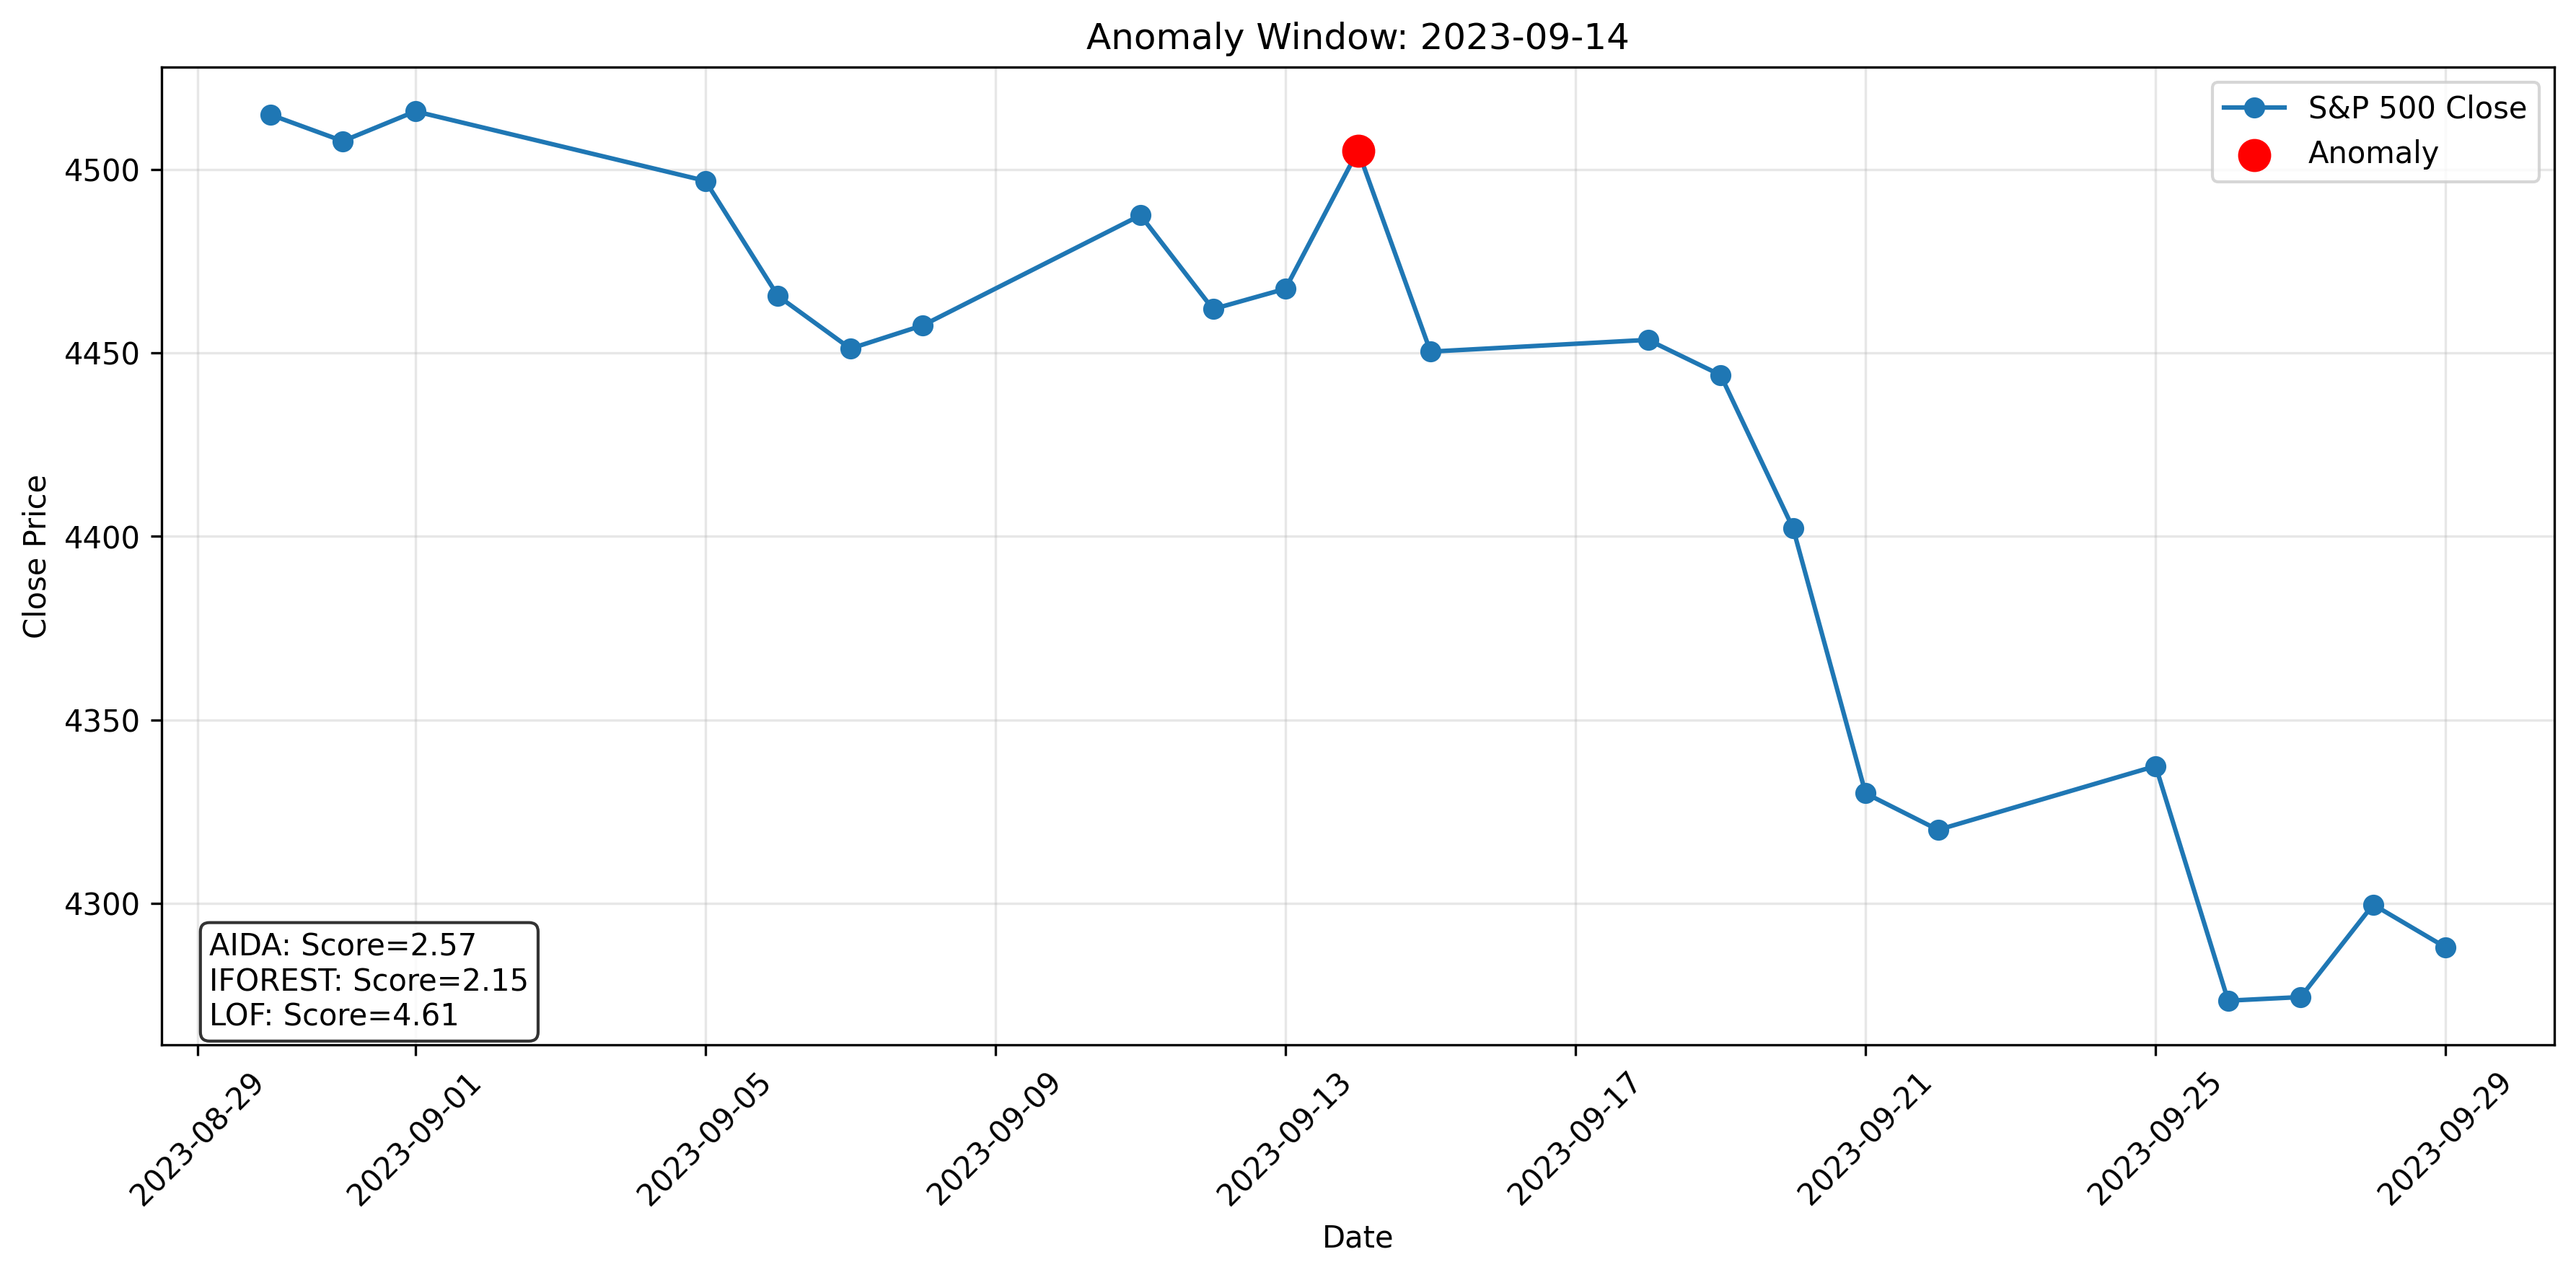 Anomaly Window: 2023-09-14
S&P 500 Close
Anomaly
Close Price
4500
4450
4400
4350
4300
AIDA: Score=2.57
IFOREST: Score=2.15
LOF: Score=4.61
2023-08-29
2023-09-01
2023-09-05
2023-09-09
2023-09-13
2023-09-17
2023-09-21
2023-09-25
2023-09-29
Date